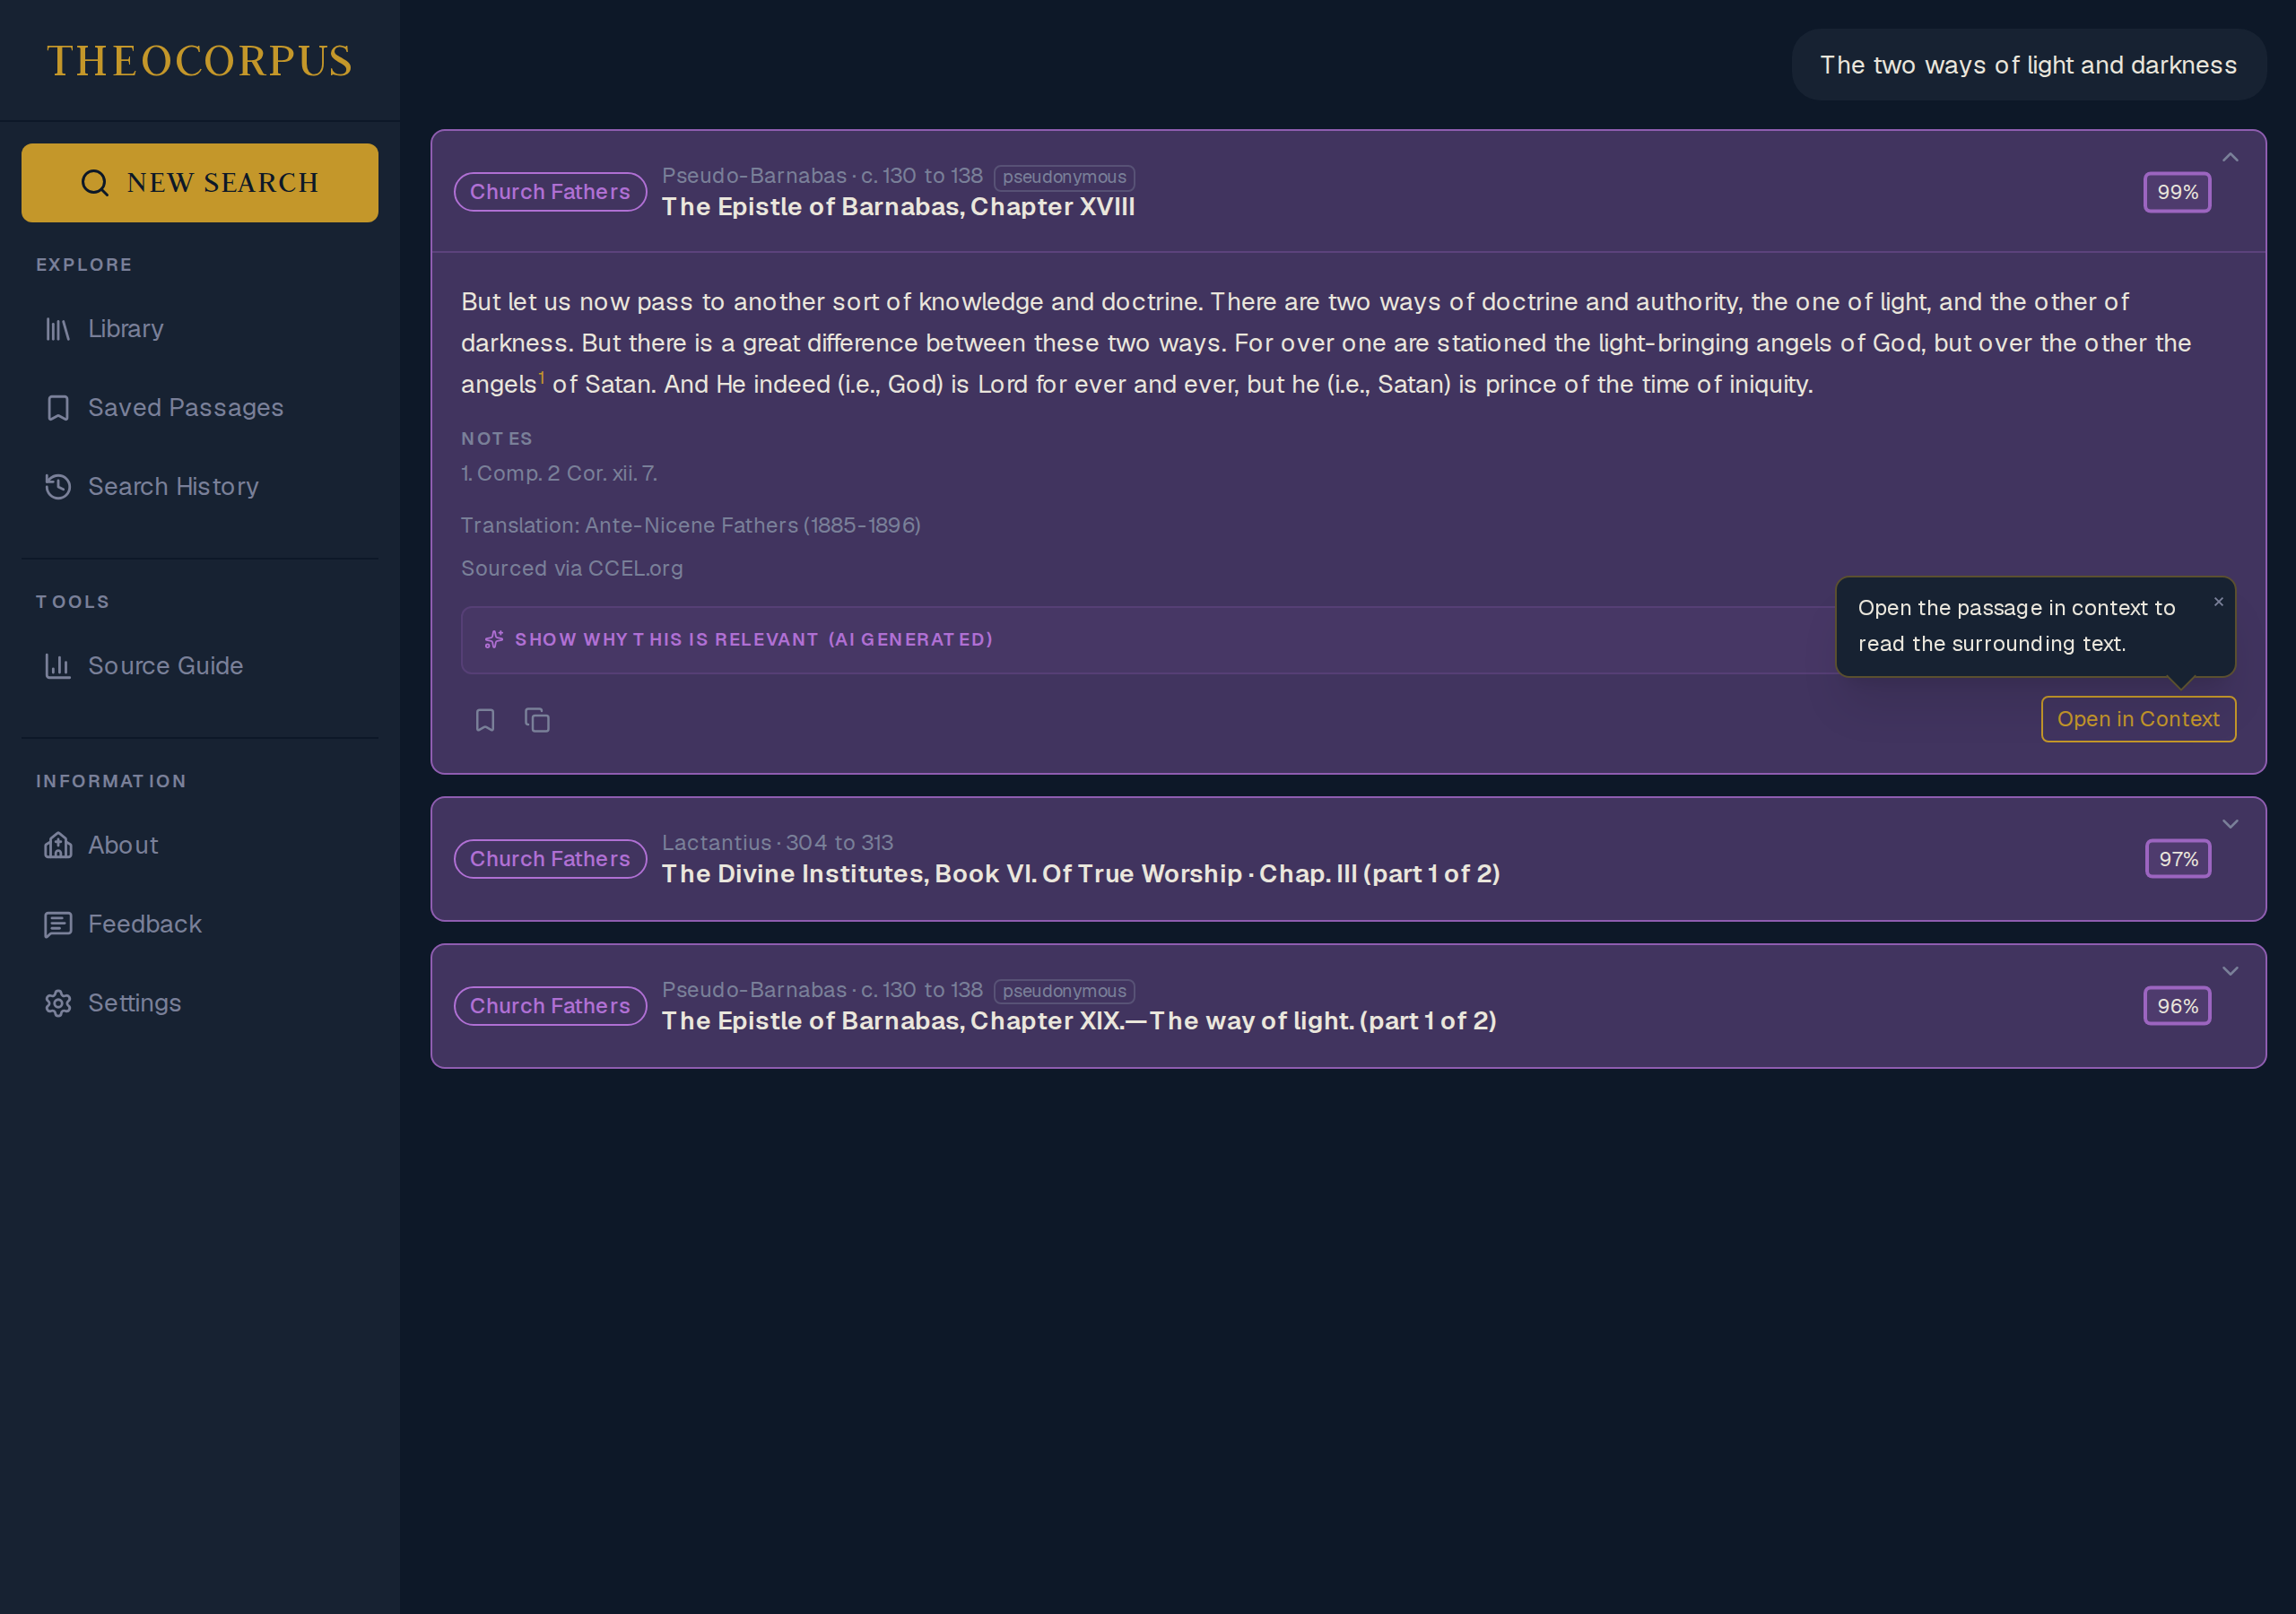 THEOCORPUS
NEW SEARCH
EXPLORE
Library
Saved Passages
Search History
TOOLS
Source Guide
INFORMATION
About
Feedback
Settings
The two ways of light and darkness
Church Fathers
Pseudo-Barnabas · c. 130 to 138 pseudonymous
The Epistle of Barnabas, Chapter XVIII
99%
But let us now pass to another sort of knowledge and doctrine. There are two ways of doctrine and authority, the one of light, and the other of
darkness. But there is a great difference between these two ways. For over one are stationed the light-bringing angels of God, but over the other the
angels1 of Satan. And He indeed (i.e., God) is Lord for ever and ever, but he (i.e., Satan) is prince of the time of iniquity.
NOTES
1. Comp. 2 Cor. xii. 7.
Translation: Ante-Nicene Fathers (1885-1896)
Sourced via CCEL.org
SHOW WHY THIS IS RELEVANT (AI GENERATED)
Open the passage in context to
read the surrounding text.
×
Open in Context
Church Fathers
Lactantius · 304 to 313
The Divine Institutes, Book VI. Of True Worship · Chap. III (part 1 of 2)
97%
Church Fathers
Pseudo-Barnabas · c. 130 to 138 pseudonymous
The Epistle of Barnabas, Chapter XIX.—The way of light. (part 1 of 2)
96%